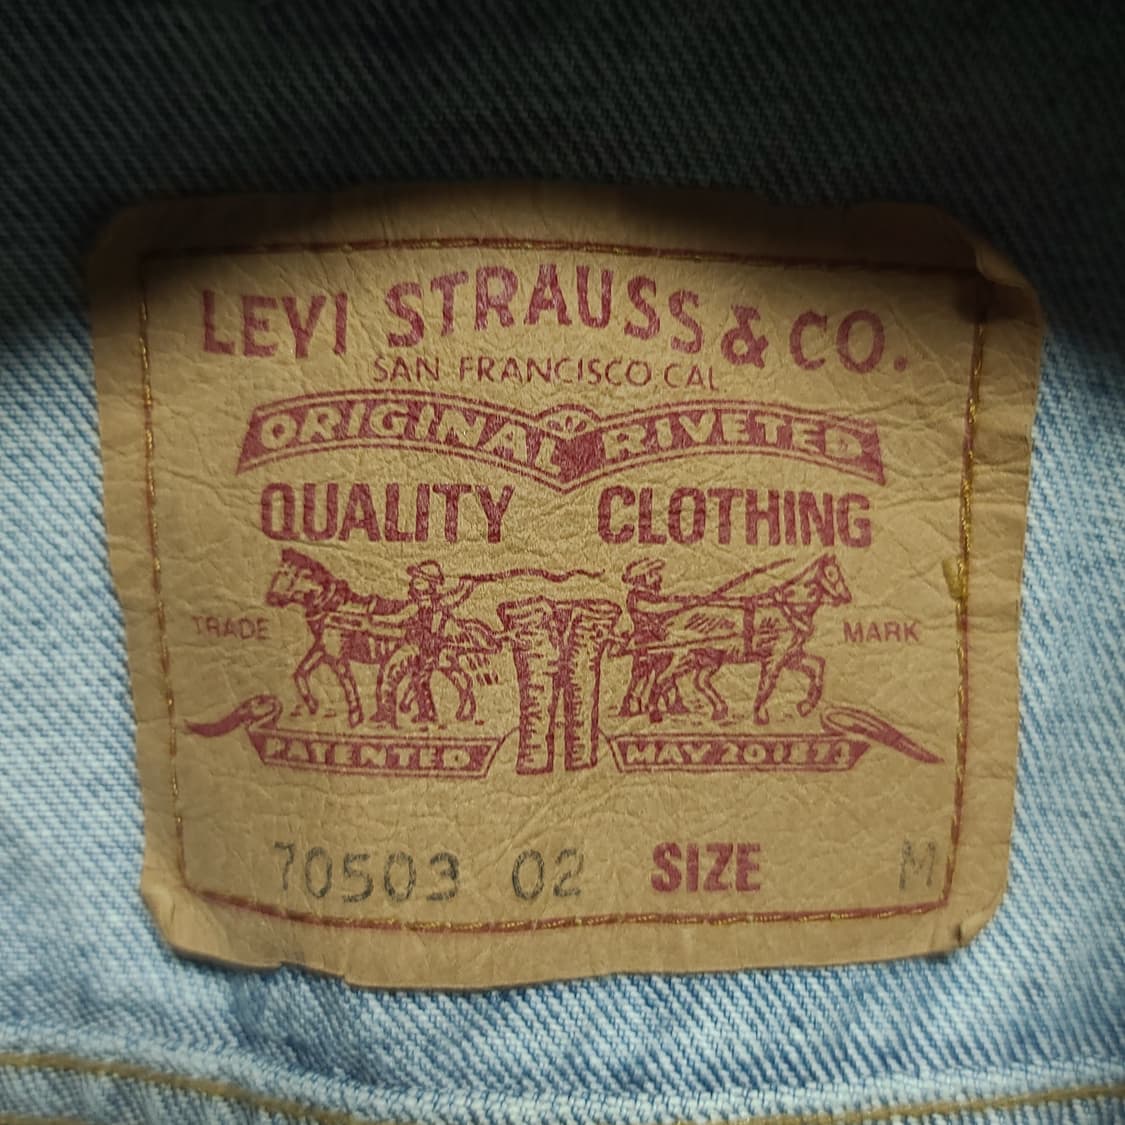 LEVI STRAUSS & CO.
SAN FRANCISCO CAL
ORIGINAL RIVETED
QUALITY CLOTHING
TRADE MARK
PATENTED MAY 20 1873
70503 02 SIZE M